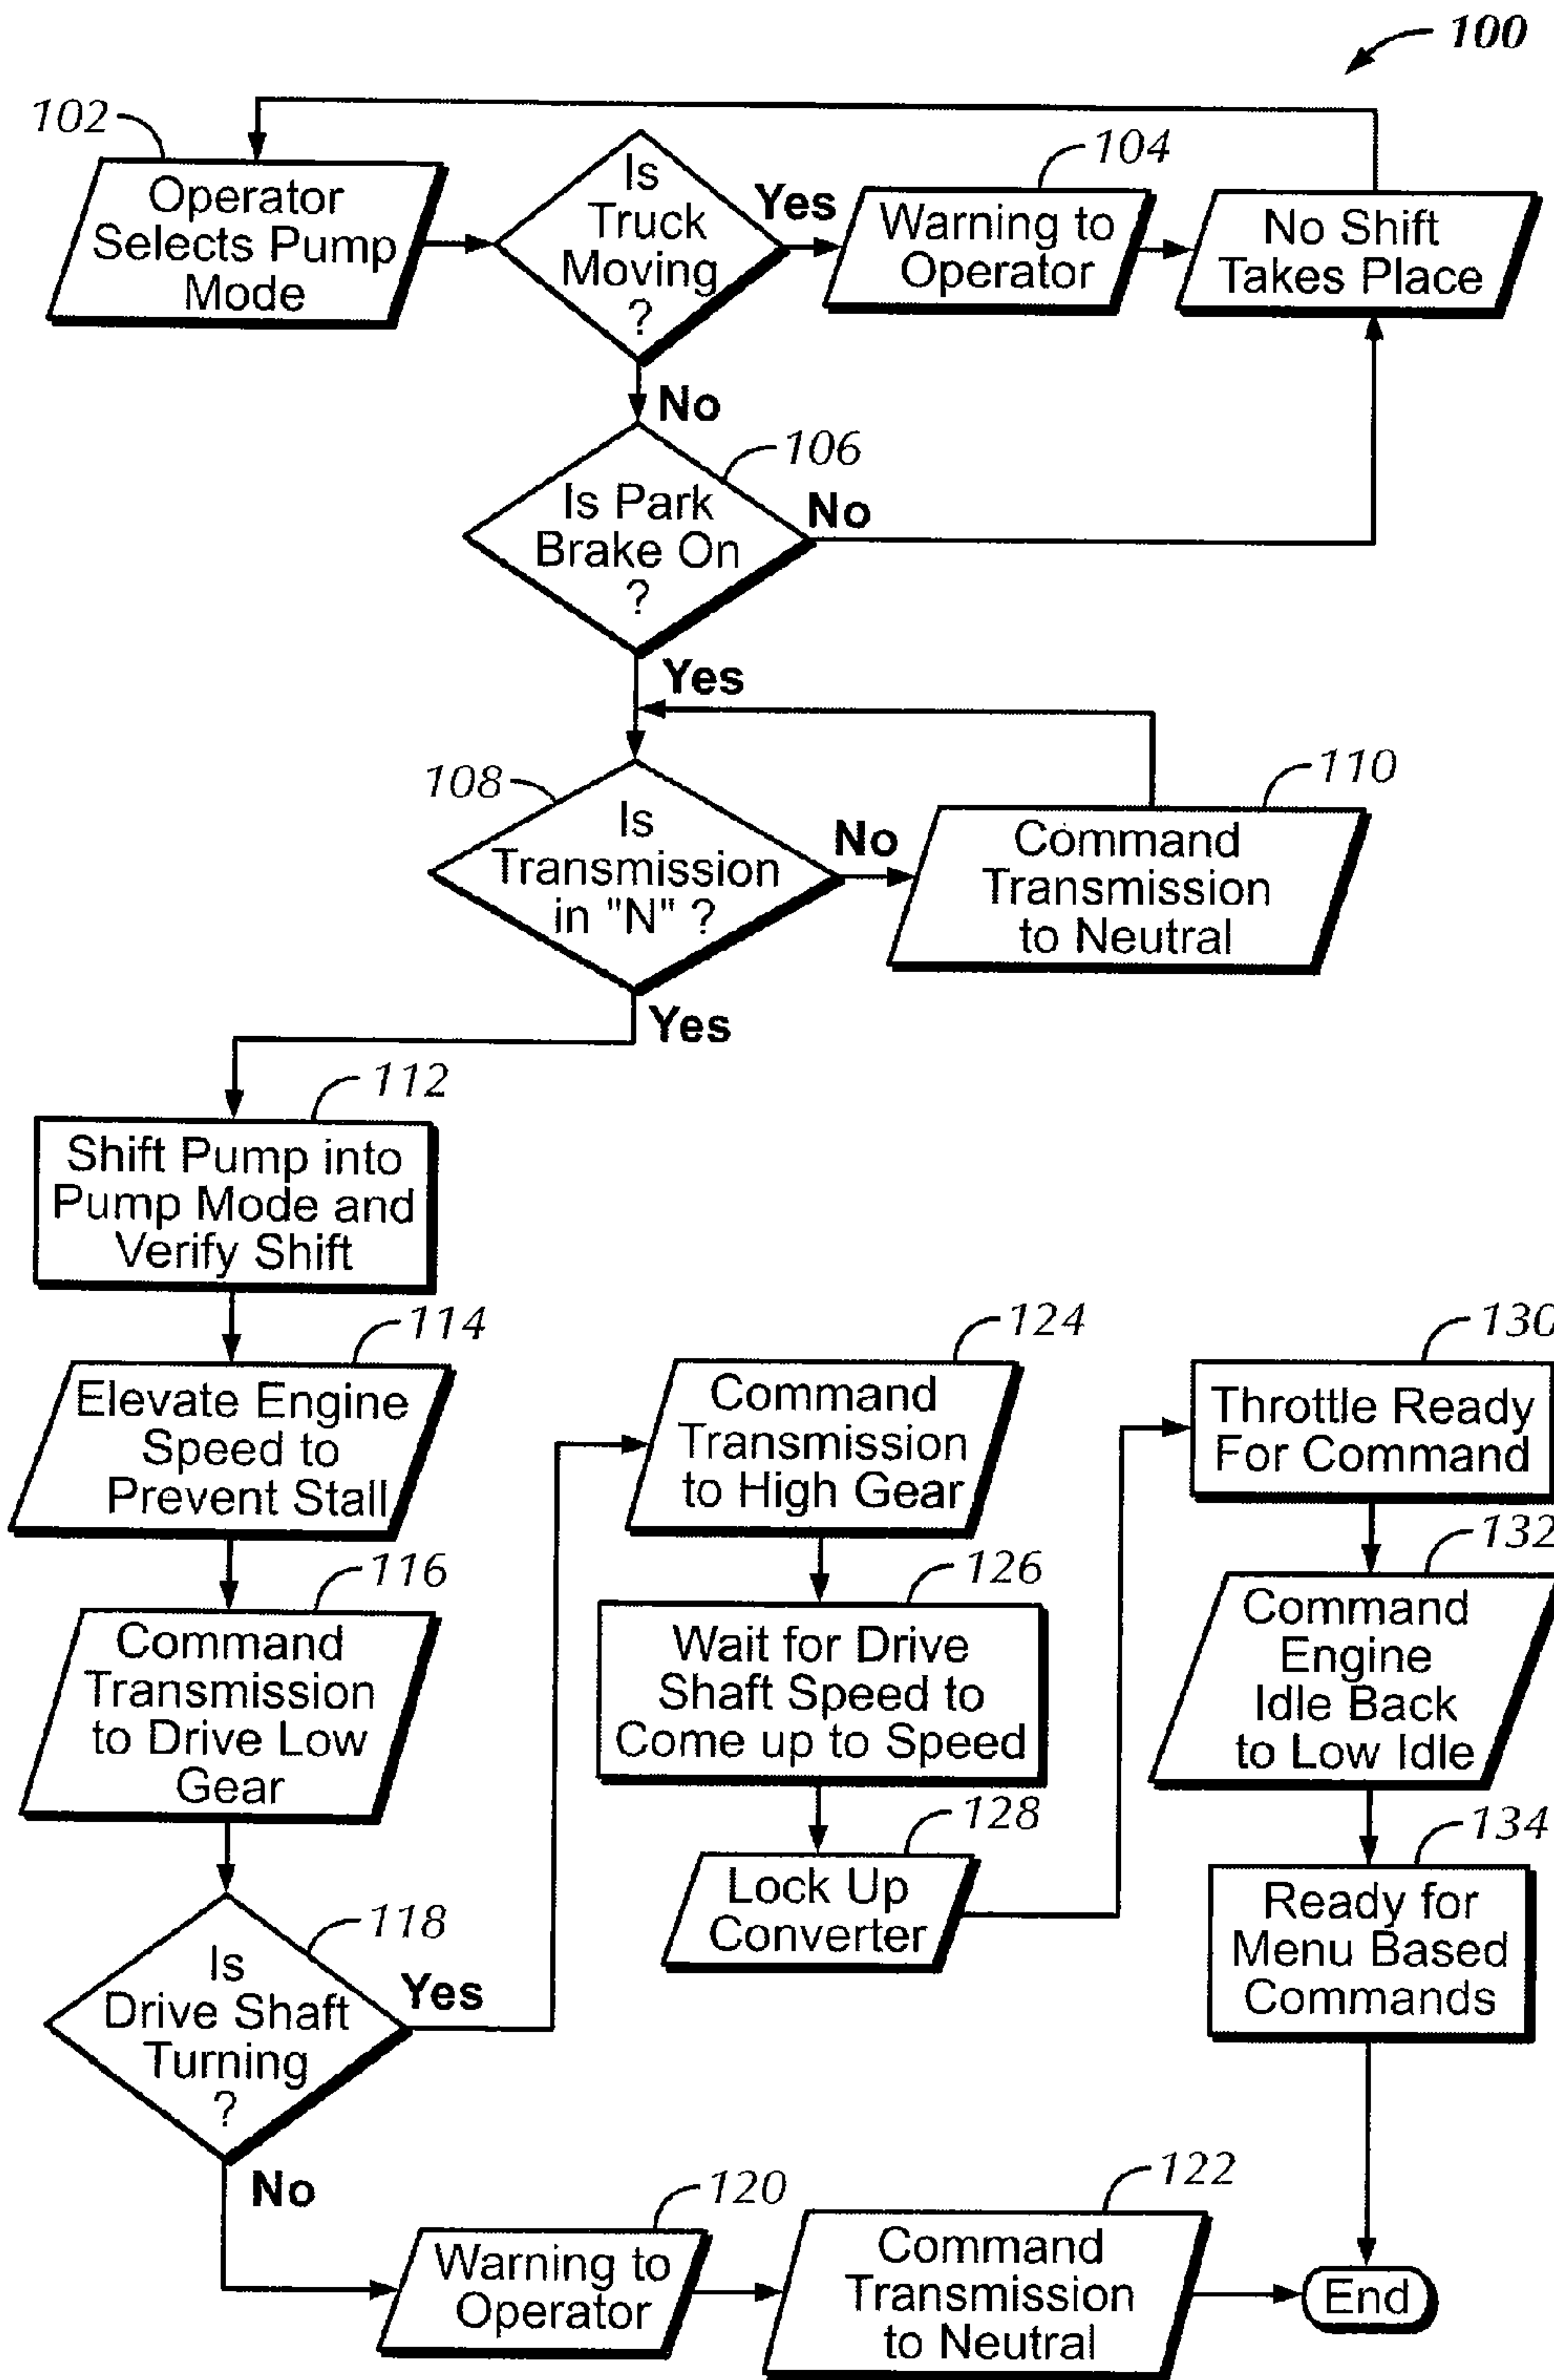 100
102
Operator
Selects Pump
Mode
Is
Truck
Moving
?
Yes
104
Warning to
Operator
No Shift
Takes Place
No
106
Is Park
Brake On
?
No
Yes
108
Is
Transmission
in "N" ?
No
110
Command
Transmission
to Neutral
Yes
112
Shift Pump into
Pump Mode and
Verify Shift
114
Elevate Engine
Speed to
Prevent Stall
116
Command
Transmission
to Drive Low
Gear
118
Is
Drive Shaft
Turning
?
Yes
124
Command
Transmission
to High Gear
126
Wait for Drive
Shaft Speed to
Come up to Speed
128
Lock Up
Converter
130
Throttle Ready
For Command
132
Command
Engine
Idle Back
to Low Idle
134
Ready for
Menu Based
Commands
No
120
Warning to
Operator
122
Command
Transmission
to Neutral
End